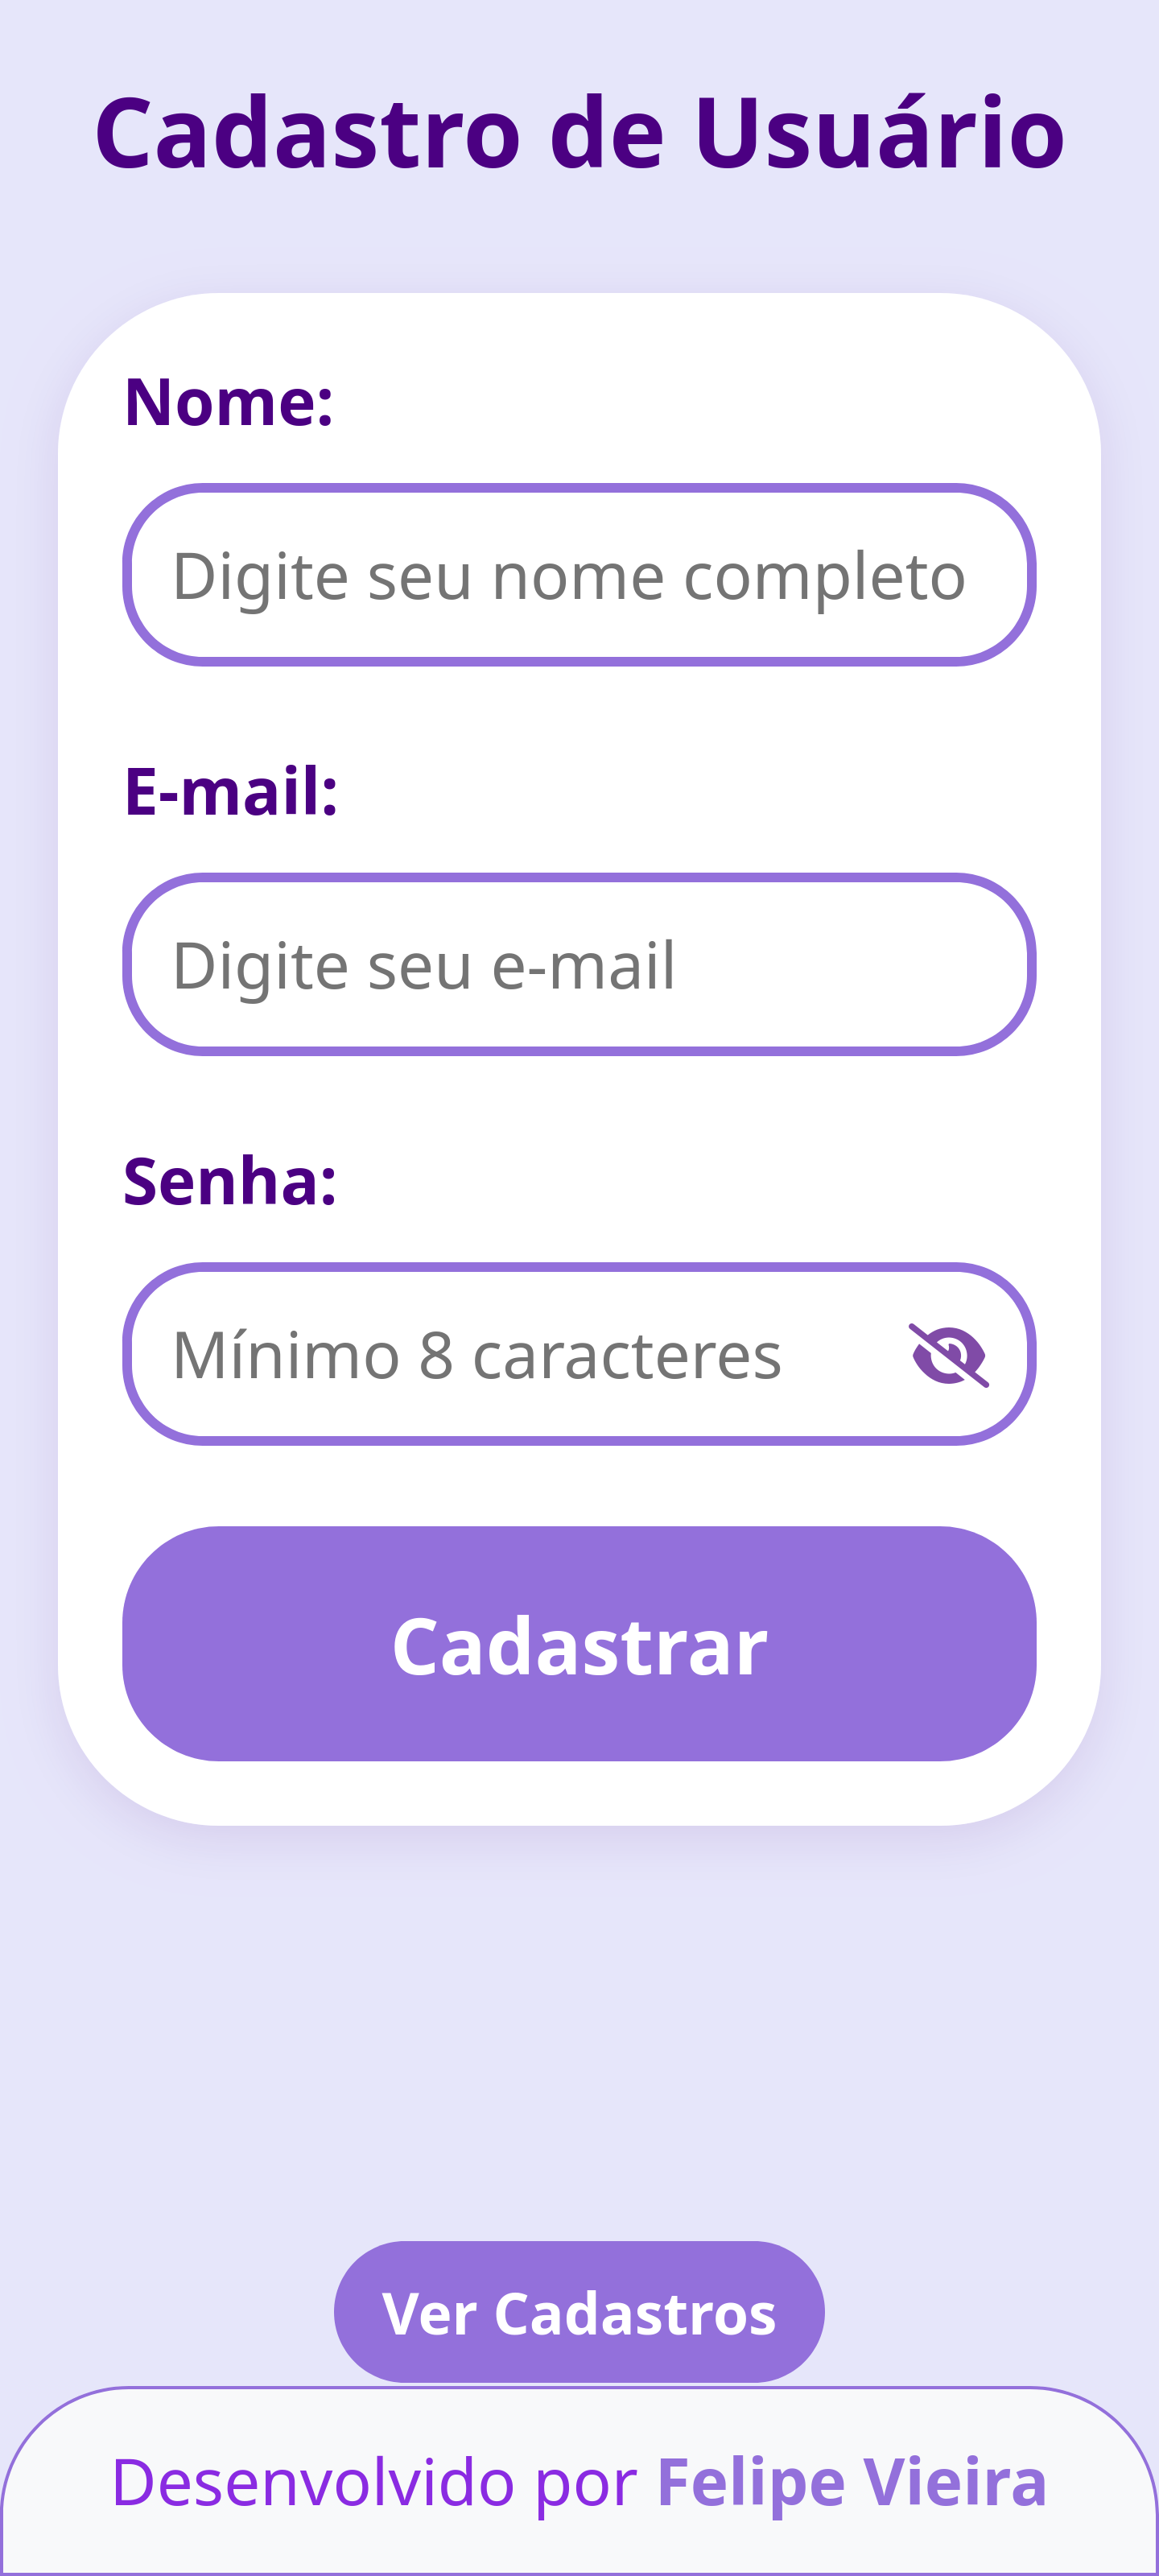 Cadastro de Usuário
Nome:
Digite seu nome completo
E-mail:
Digite seu e-mail
Senha:
Mínimo 8 caracteres
Cadastrar
Ver Cadastros
Desenvolvido por Felipe Vieira